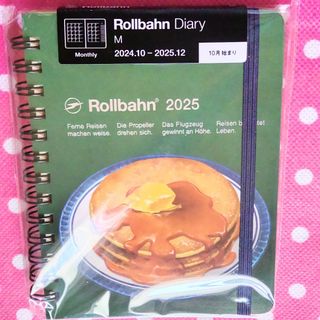 Rollbahn Diary
M
Monthly
2024.10 – 2025.12
10月始まり
Rollbahn® 2025
Ferne Reisen machen weise.
Die Propeller drehen sich.
Das Flugzeug gewinnt an Höhe.
Reisen
Leben.